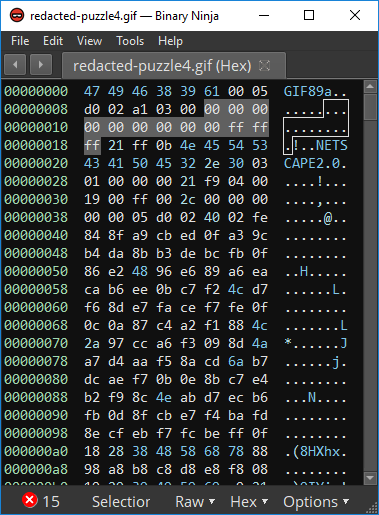 redacted-puzzle4.gif — Binary Ninja
File Edit View Tools Help
redacted-puzzle4.gif (Hex)
00000000 47 49 46 38 39 61 00 05 GIF89a..
00000008 d0 02 a1 03 00 00 00 00 ........
00000010 00 00 00 00 00 00 ff ff ........
00000018 ff 21 ff 0b 4e 45 54 53 .!..NETS
00000020 43 41 50 45 32 2e 30 03 CAPE2.0.
00000028 01 00 00 00 21 f9 04 00 ....!...
00000030 19 00 ff 00 2c 00 00 00 ....,...
00000038 00 00 05 d0 02 40 02 fe .....@..
00000040 84 8f a9 cb ed 0f a3 9c ........
00000048 b4 da 8b b3 de bc fb 0f ........
00000050 86 e2 48 96 e6 89 a6 ea ..H.....
00000058 ca b6 ee 0b c7 f2 4c d7 ......L.
00000060 f6 8d e7 fa ce f7 fe 0f ........
00000068 0c 0a 87 c4 a2 f1 88 4c .......L
00000070 2a 97 cc a6 f3 09 8d 4a *......J
00000078 a7 d4 aa f5 8a cd 6a b7 ......j.
00000080 dc ae f7 0b 0e 8b c7 e4 ........
00000088 b2 f9 8c 4e ab d7 ec b6 ...N....
00000090 fb 0d 8f cb e7 f4 ba fd ........
00000098 8e cf eb f7 fc be ff 0f ........
000000a0 18 28 38 48 58 68 78 88 .(8HXhx.
000000a8 98 a8 b8 c8 d8 e8 f8 08 ........
15 Selection Raw Hex Options